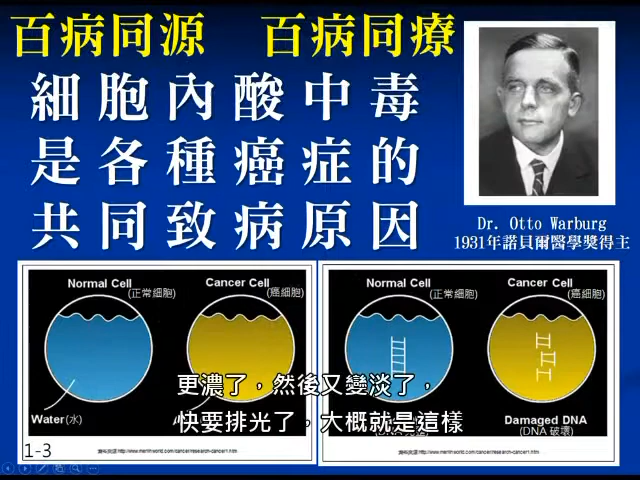 百病同源 百病同療
細胞內酸中毒
是各種癌症的
共同致病原因
Dr. Otto Warburg
1931年諾貝爾醫學獎得主
Normal Cell
(正常細胞)
Cancer Cell
(癌細胞)
Water(水)
Normal Cell
(正常細胞)
Cancer Cell
(癌細胞)
Damaged DNA
(DNA 破壞)
更濃了，然後又變淡了，
快要排光了，大概就是這樣
1-3